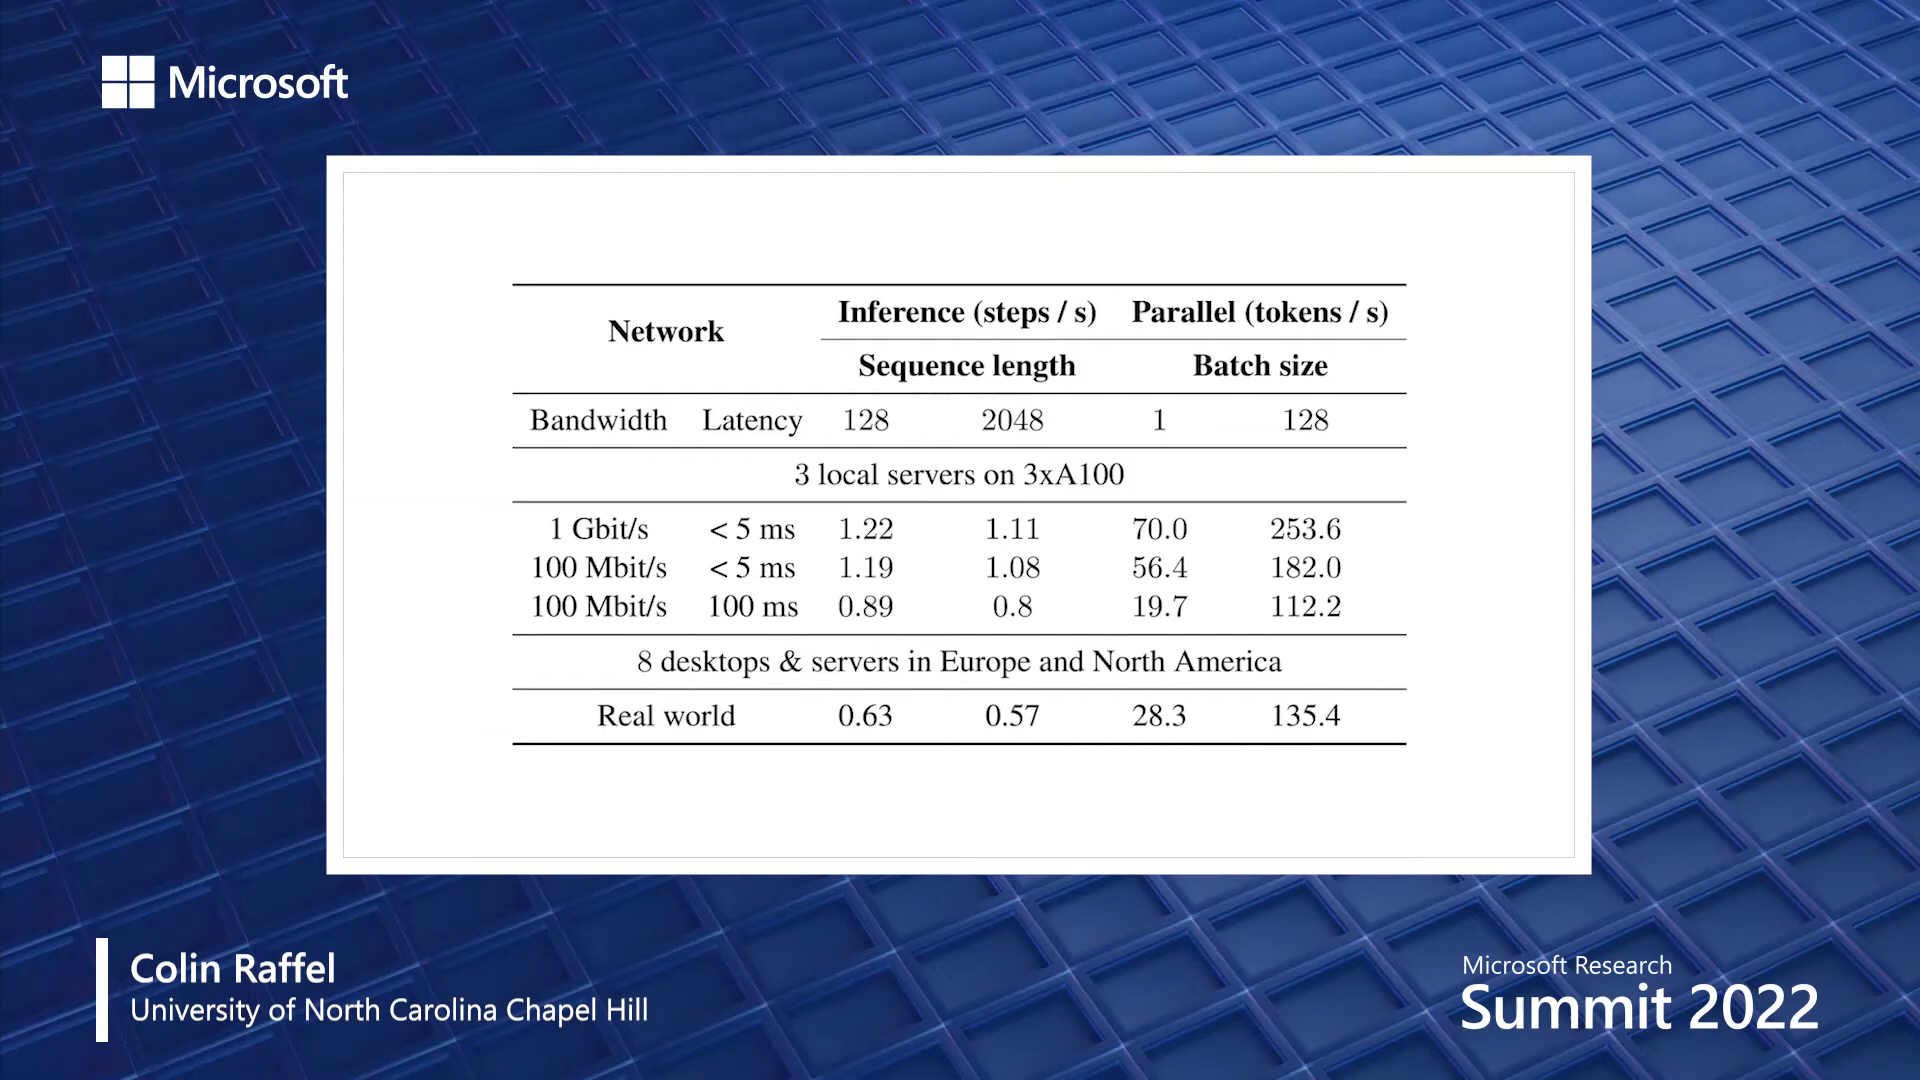 Microsoft
Network Inference (steps / s) Parallel (tokens / s)
Sequence length Batch size
Bandwidth Latency 128 2048 1 128
3 local servers on 3xA100
1 Gbit/s < 5 ms 1.22 1.11 70.0 253.6
100 Mbit/s < 5 ms 1.19 1.08 56.4 182.0
100 Mbit/s 100 ms 0.89 0.8 19.7 112.2
8 desktops & servers in Europe and North America
Real world 0.63 0.57 28.3 135.4
Colin Raffel
University of North Carolina Chapel Hill
Microsoft Research
Summit 2022